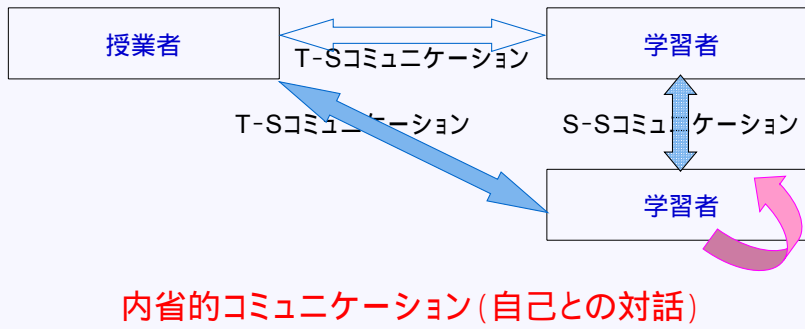 授業者
学習者
T-Sコミュニケーション
T-Sコミュニケーション
S-Sコミュニケーション
学習者
内省的コミュニケーション(自己との対話)